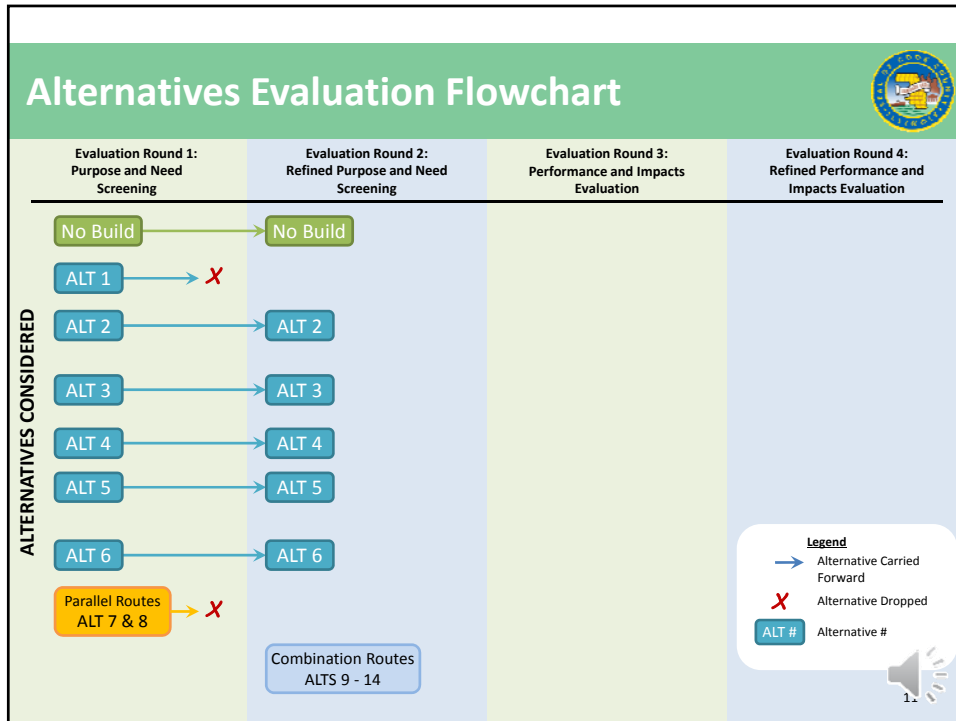 Alternatives Evaluation Flowchart
Evaluation Round 1:
Purpose and Need
Screening
Evaluation Round 2:
Refined Purpose and Need
Screening
Evaluation Round 3:
Performance and Impacts
Evaluation
Evaluation Round 4:
Refined Performance and
Impacts Evaluation
ALTERNATIVES CONSIDERED
No Build
No Build
ALT 1
X
ALT 2
ALT 2
ALT 3
ALT 3
ALT 4
ALT 4
ALT 5
ALT 5
ALT 6
ALT 6
Parallel Routes
ALT 7 & 8
X
Combination Routes
ALTS 9 - 14
Legend
Alternative Carried
Forward
X
Alternative Dropped
ALT #
Alternative #